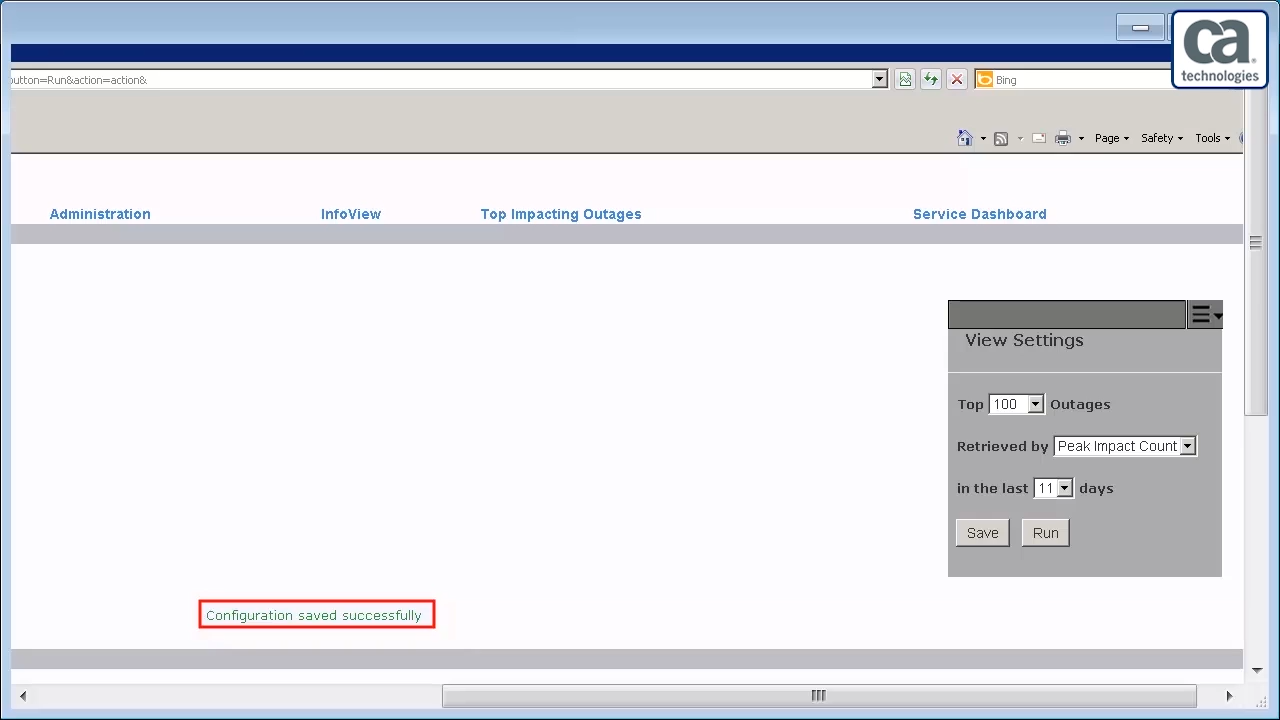 ca
technologies
button=Run&action=action&
Bing
Page
Safety
Tools
Administration
InfoView
Top Impacting Outages
Service Dashboard
View Settings
Top 100 Outages
Retrieved by Peak Impact Count
in the last 11 days
Save Run
Configuration saved successfully